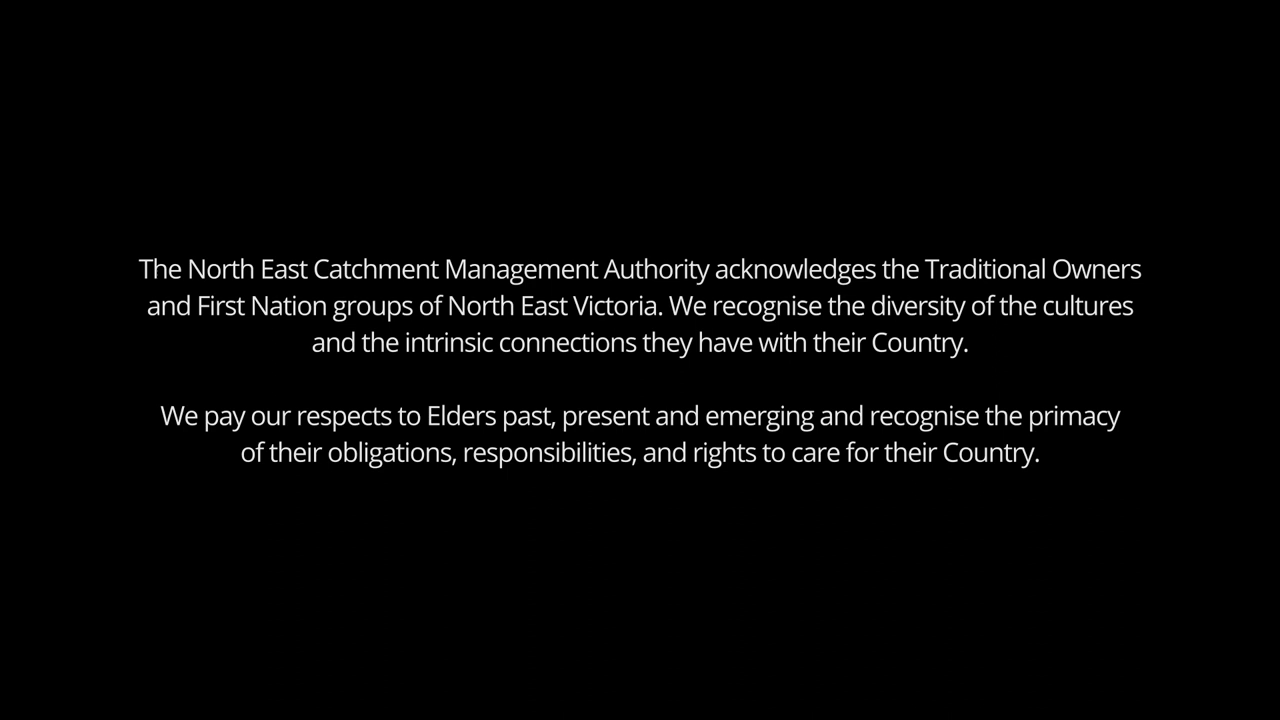 The North East Catchment Management Authority acknowledges the Traditional Owners
and First Nation groups of North East Victoria. We recognise the diversity of the cultures
and the intrinsic connections they have with their Country.
We pay our respects to Elders past, present and emerging and recognise the primacy
of their obligations, responsibilities, and rights to care for their Country.